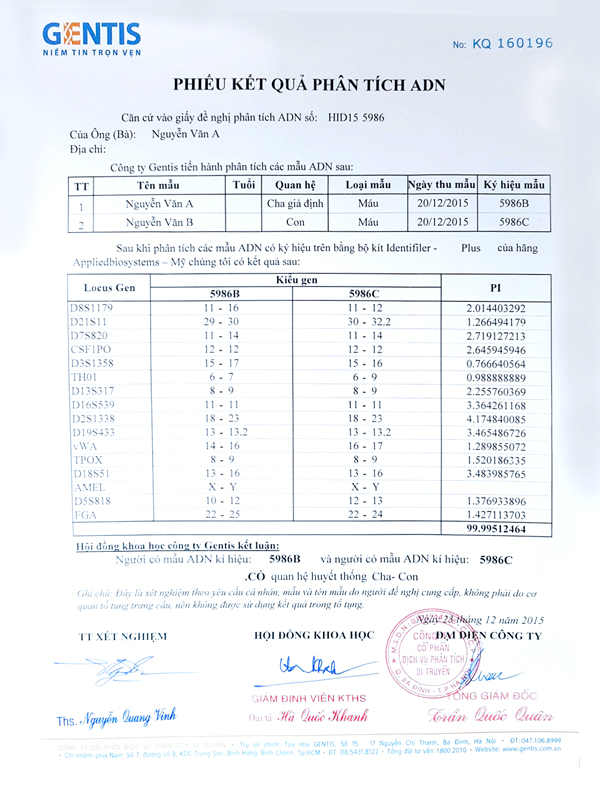 GENTIS
NIỀM TIN TRỌN VẸN
No: KQ 160196
PHIẾU KẾT QUẢ PHÂN TÍCH ADN
Căn cứ vào giấy đề nghị phân tích ADN số: HID15 5986
Của Ông (Bà): Nguyễn Văn A
Địa chỉ:
Công ty Gentis tiến hành phân tích các mẫu ADN sau:
TT Tên mẫu Tuổi Quan hệ Loại mẫu Ngày thu mẫu Ký hiệu mẫu
1 Nguyễn Văn A Cha giả định Máu 20/12/2015 5986B
2 Nguyễn Văn B Con Máu 20/12/2015 5986C
Sau khi phân tích các mẫu ADN có ký hiệu trên bằng bộ kít Identifiler - Plus của hãng
Appliedbiosystems – Mỹ chúng tôi có kết quả sau:
Locus Gen Kiểu gen PI
5986B 5986C
D8S1179 11 - 16 11 - 12 2.014403292
D21S11 29 - 30 30 - 32.2 1.266494179
D7S820 11 - 14 11 - 14 2.719127213
CSF1PO 12 - 12 12 - 12 2.645945946
D3S1358 15 - 17 15 - 16 0.766640564
TH01 6 - 7 6 - 9 0.988888889
D13S317 8 - 9 8 - 9 2.255760369
D16S539 11 - 11 11 - 11 3.364261168
D2S1338 18 - 23 18 - 23 4.174840085
D19S433 13 - 13.2 13 - 13.2 3.465486726
vWA 14 - 16 16 - 17 1.289855072
TPOX 8 - 9 8 - 9 1.520186335
D18S51 13 - 16 13 - 16 3.483985765
AMEL X - Y X - Y
D5S818 10 - 12 12 - 13 1.376933896
FGA 22 - 25 22 - 24 1.427113703
99.99512464
Hội đồng khoa học công ty Gentis kết luận:
Người có mẫu ADN kí hiệu: 5986B và người có mẫu ADN kí hiệu: 5986C
.CÓ quan hệ huyết thống Cha- Con
Ghi chú: Đây là xét nghiệm theo yêu cầu cá nhân, mẫu và tên mẫu do người đề nghị cung cấp, không phải do cơ
quan tố tụng trưng cầu, nên không được sử dụng kết quả trong tố tụng.
Ngày 23 tháng 12 năm 2015
TT XÉT NGHIỆM HỘI ĐỒNG KHOA HỌC ĐẠI DIỆN CÔNG TY
CÔNG TY
CỔ PHẦN
DỊCH VỤ PHÂN TÍCH
DI TRUYỀN
Q. BA ĐÌNH - T.P HÀ NỘI
GIÁM ĐỊNH VIÊN KTHS TỔNG GIÁM ĐỐC
Ths. Nguyễn Quang Vinh Đại tá Hà Quốc Khanh Trần Quốc Quân
CÔNG TY CỔ PHẦN DỊCH VỤ PHÂN TÍCH DI TRUYỀN • Trụ sở chính: Toà nhà GENTIS, Số 15 - 17 Nguyễn Chí Thanh, Ba Đình, Hà Nội • ĐT: 047.106.8999
• Chi nhánh phía Nam: Số 7, đường số 6, KDC Trung Sơn, Bình Hưng, Bình Chánh, Tp.HCM • ĐT: 08.5431.8122 • Tổng đài tư vấn: 1800.2010 • Website: www.gentis.com.vn